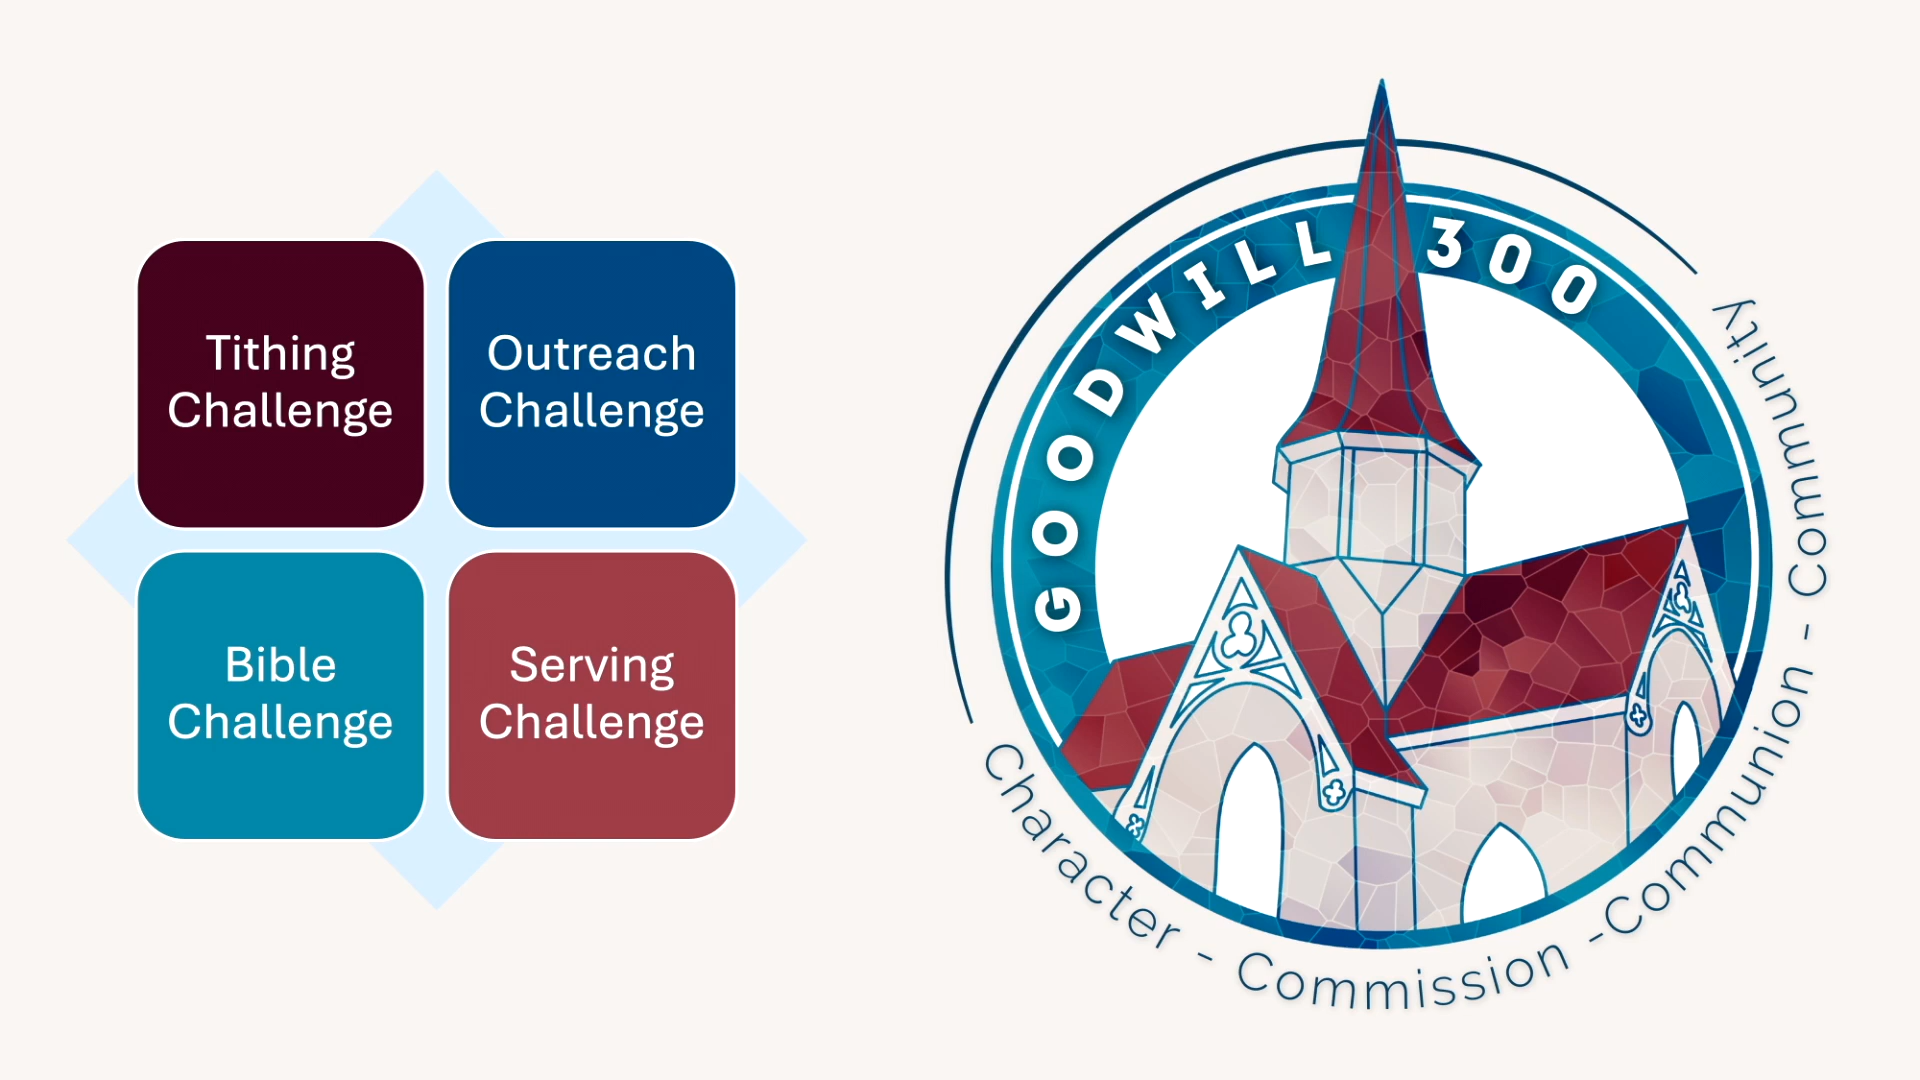 Tithing
Challenge
Outreach
Challenge
Bible
Challenge
Serving
Challenge
GOODWILL 300
Character - Commission -Communion - Community